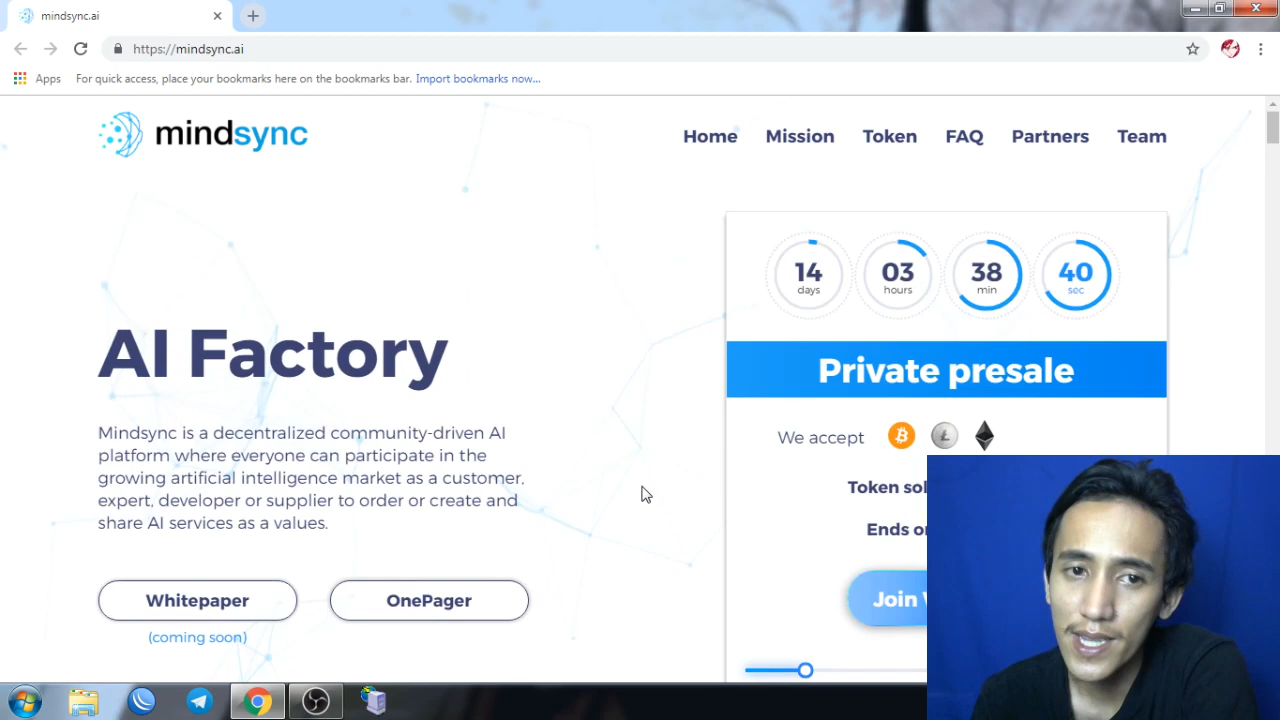 mindsync.ai
https://mindsync.ai
Apps For quick access, place your bookmarks here on the bookmarks bar. Import bookmarks now...
mindsync
Home Mission Token FAQ Partners Team
14 03 38 40
days hours min sec
Private presale
AI Factory
We accept
Mindsync is a decentralized community-driven AI
platform where everyone can participate in the
growing artificial intelligence market as a customer,
expert, developer or supplier to order or create and
share AI services as a values.
Token
Ends
Join
Whitepaper OnePager
(coming soon)